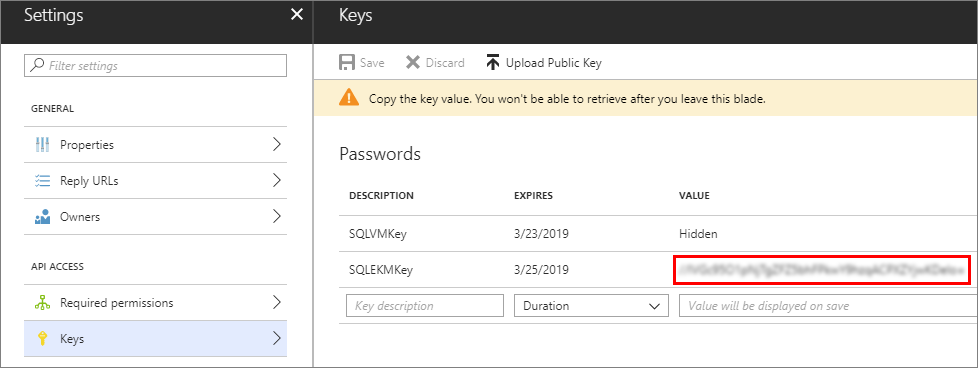 Settings
Filter settings
GENERAL
Properties
Reply URLs
Owners
API ACCESS
Required permissions
Keys
Keys
Save Discard Upload Public Key
Copy the key value. You won't be able to retrieve after you leave this blade.
Passwords
DESCRIPTION EXPIRES VALUE
SQLVMKey 3/23/2019 Hidden
SQLEKMKey 3/25/2019
Key description Duration Value will be displayed on save